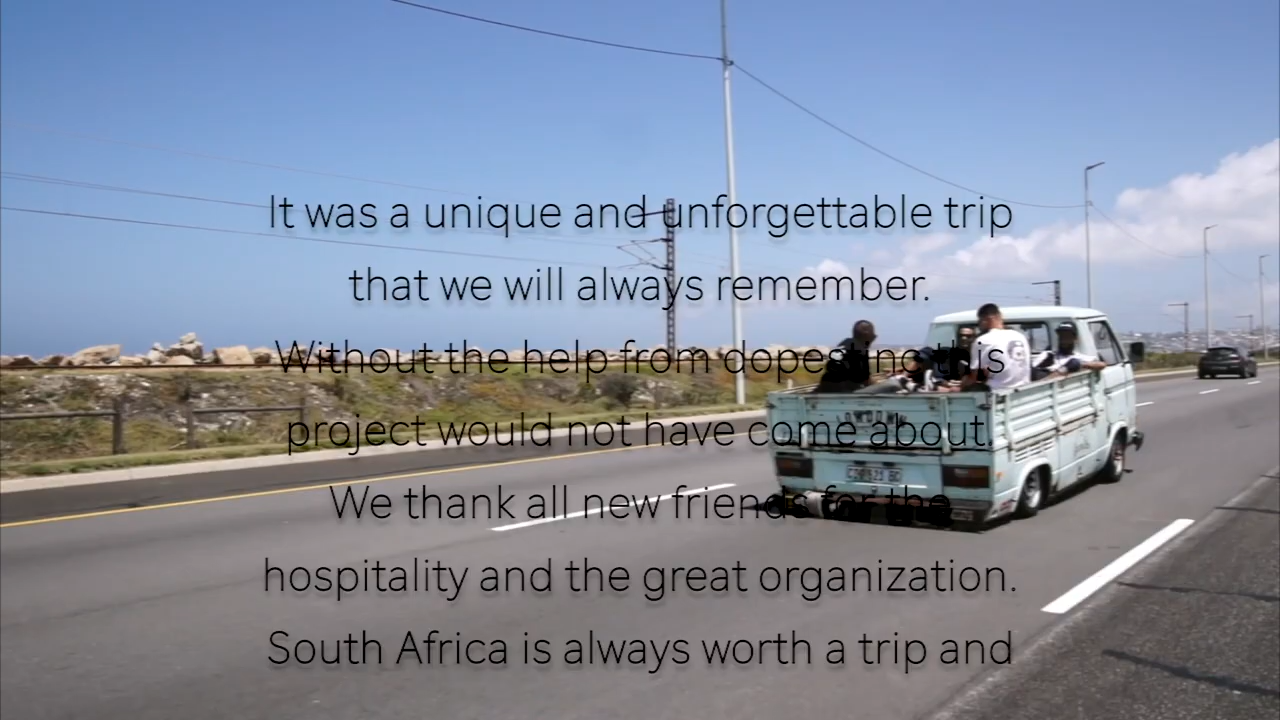 It was a unique and unforgettable trip
that we will always remember.
Without the help from dopest inc this
project would not have come about.
We thank all new friends for the
hospitality and the great organization.
South Africa is always worth a trip and